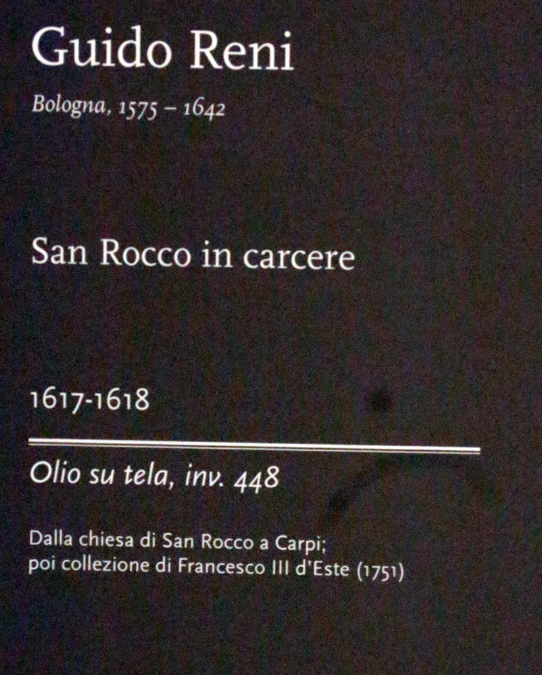 Guido Reni
Bologna, 1575 – 1642
San Rocco in carcere
1617-1618
Olio su tela, inv. 448
Dalla chiesa di San Rocco a Carpi;
poi collezione di Francesco III d'Este (1751)